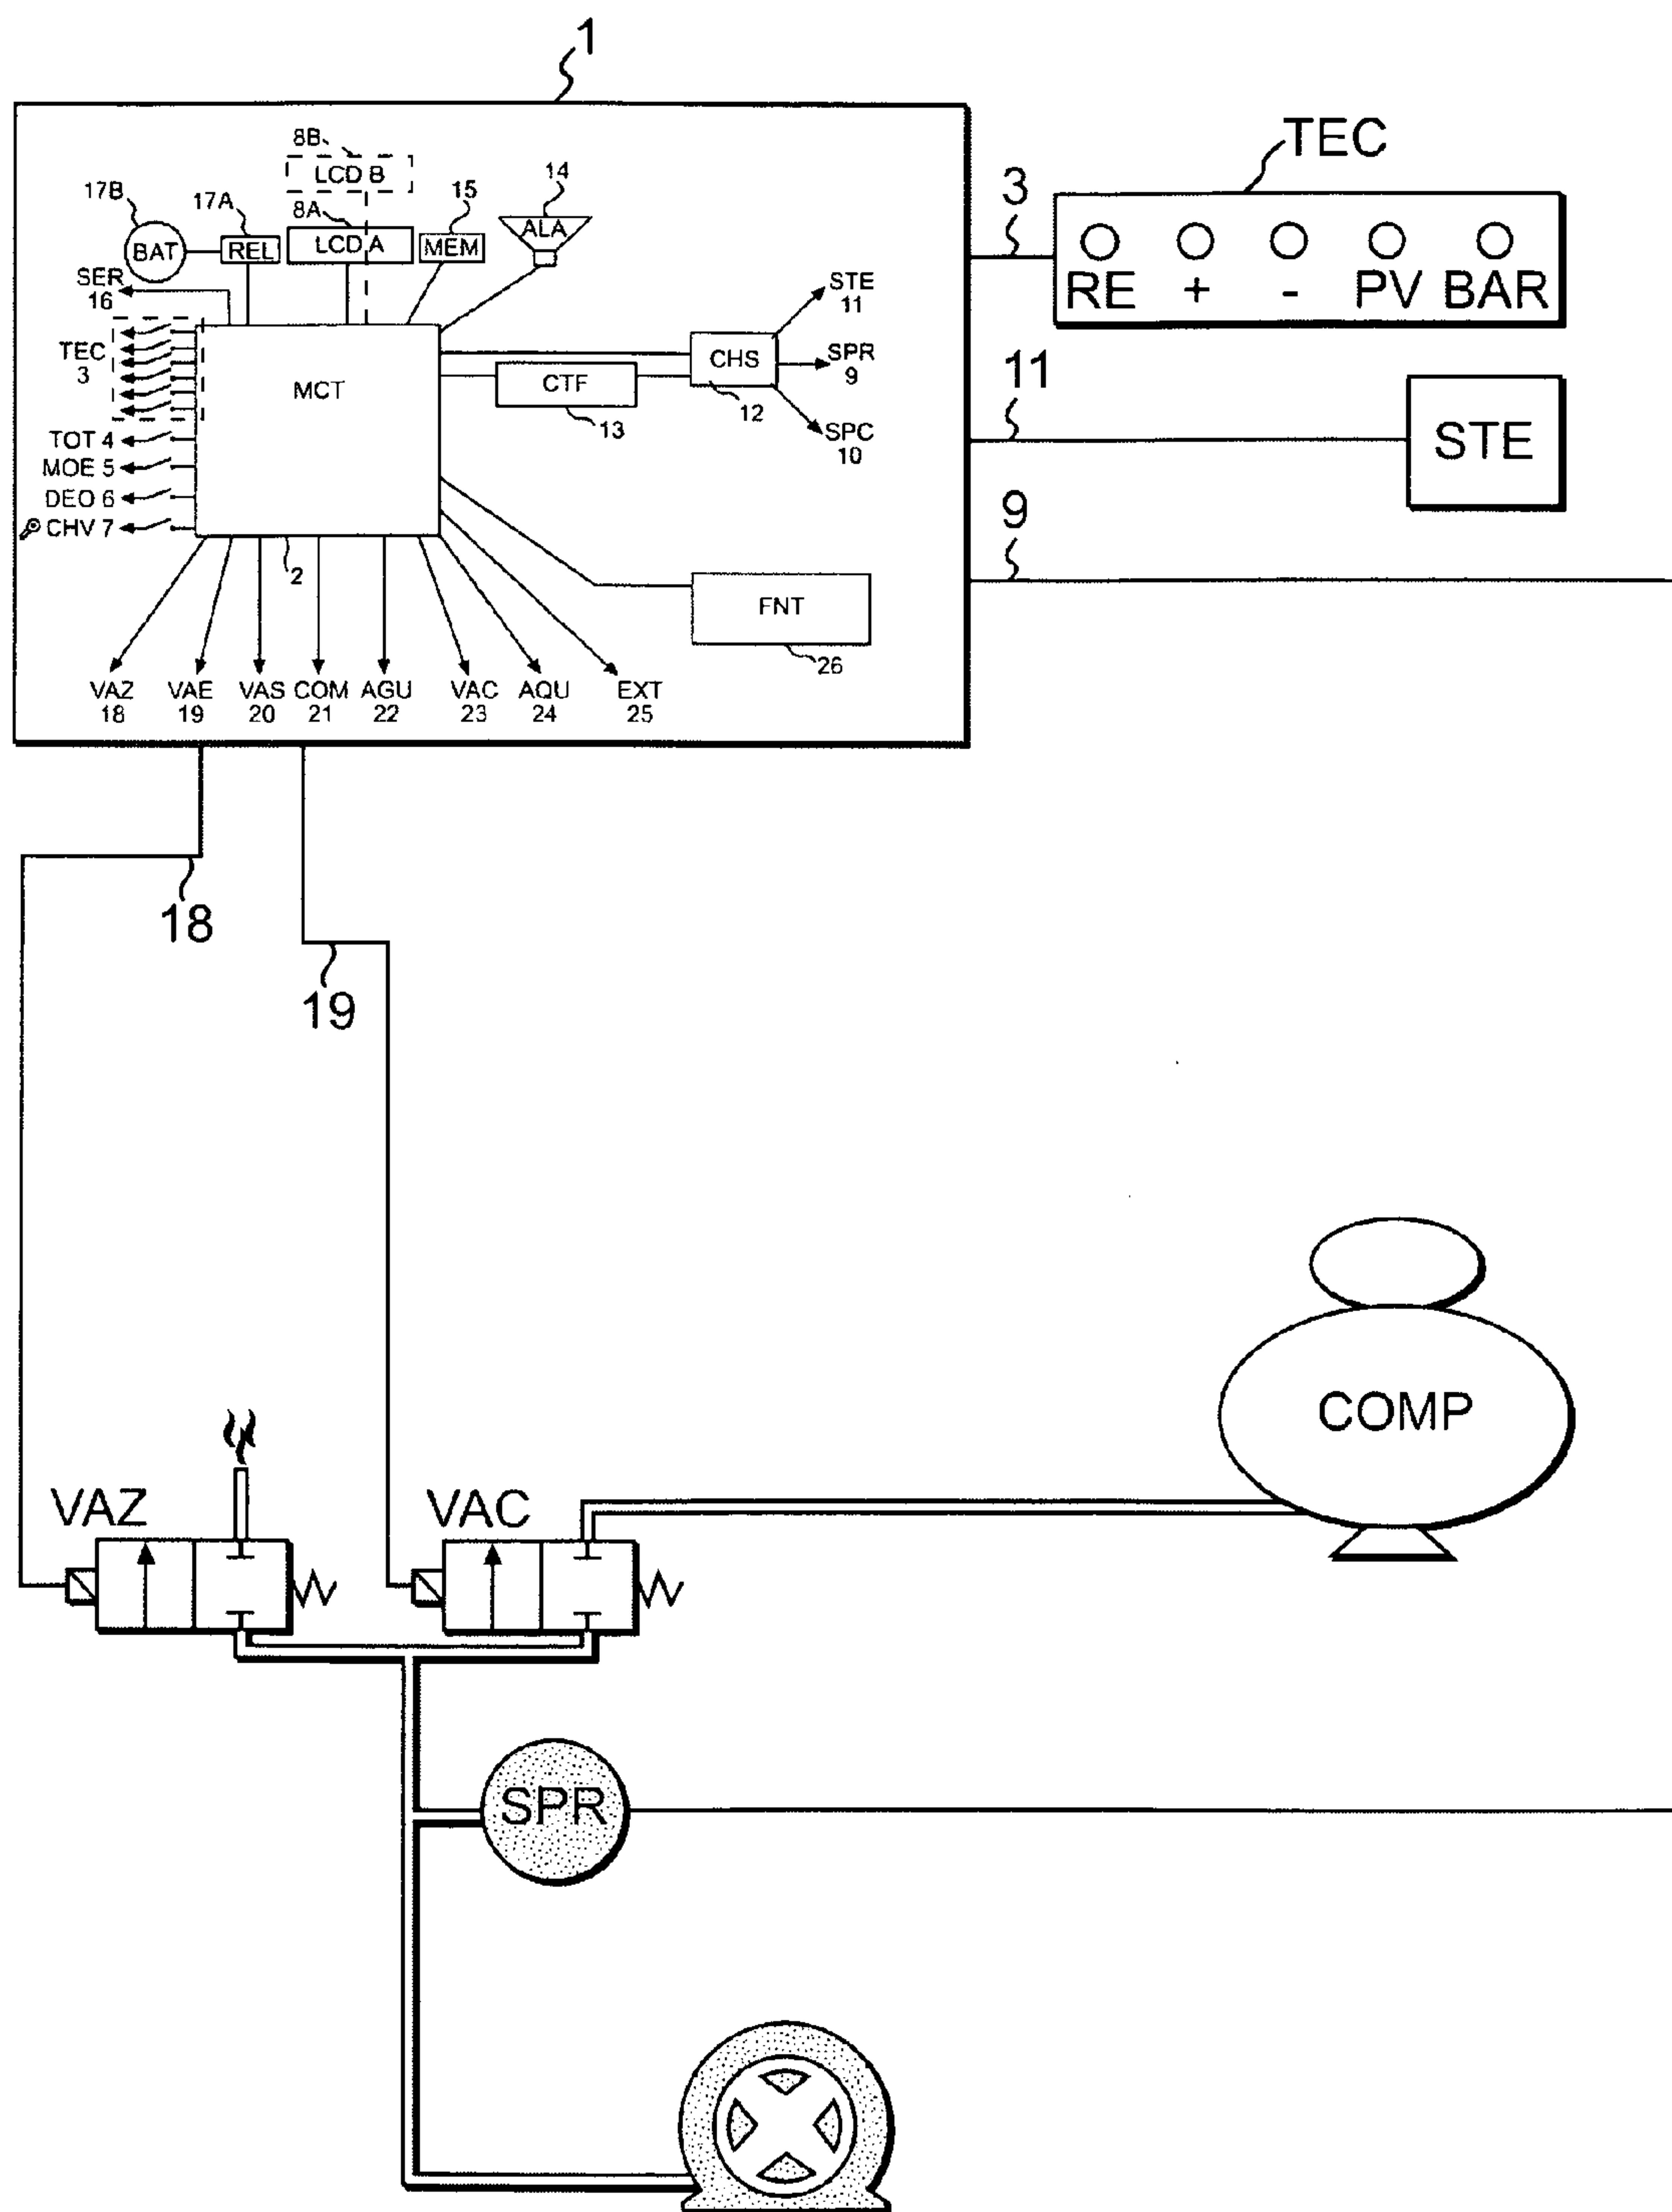 1
8B
LCD B
17B
17A
8A
15
14
BAT
REL
LCD A
MEM
ALA
SER
16
TEC
3
MCT
CTF
13
CHS
12
STE
11
SPR
9
SPC
10
TOT 4
MOE 5
DEO 6
CHV 7
2
FNT
26
VAZ
18
VAE
19
VAS
20
COM
21
AGU
22
VAC
23
AQU
24
EXT
25
TEC
3
RE + - PV BAR
11
STE
9
18
19
COMP
VAZ
VAC
SPR